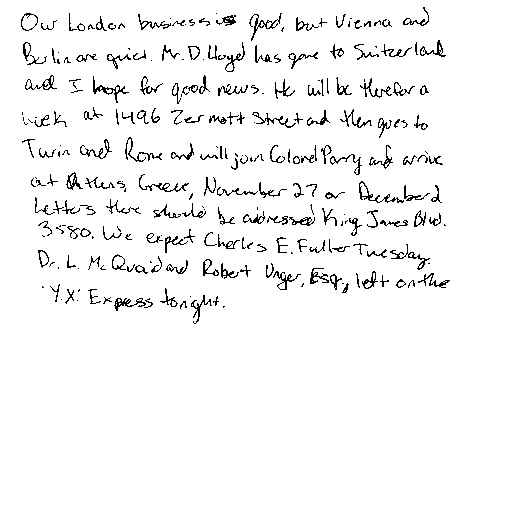 Our London business is good, but Vienna and
Berlin are quiet. Mr. D. Lloyd has gone to Switzerland
and I hope for good news. He will be there for a
week at 1496 Zermott Street and then goes to
Turin and Rome and will join Colonel Parry and arrive
at Athens, Greece, November 27 or December 2
Letters there should be addressed King James Blvd.
3580. We expect Charles E. Fuller Tuesday.
Dr. L. McQuaid and Robert Unger, Esq., left on the
'Y.X.' Express tonight.